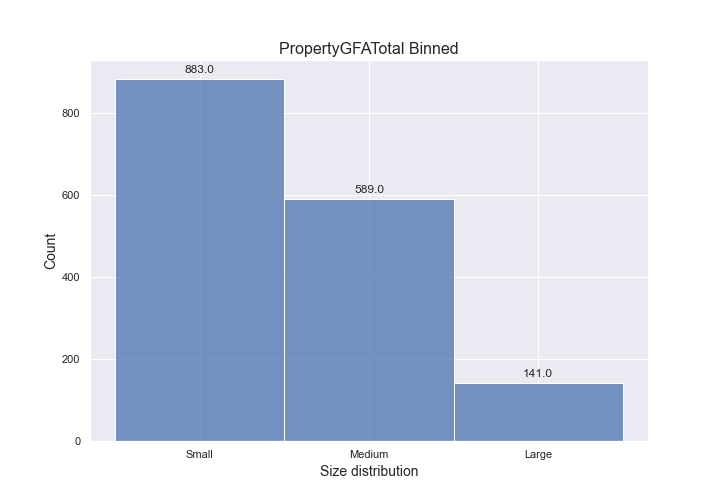 PropertyGFATotal Binned
883.0
800
589.0
600
Count
400
141.0
200
0
Small Medium Large
Size distribution